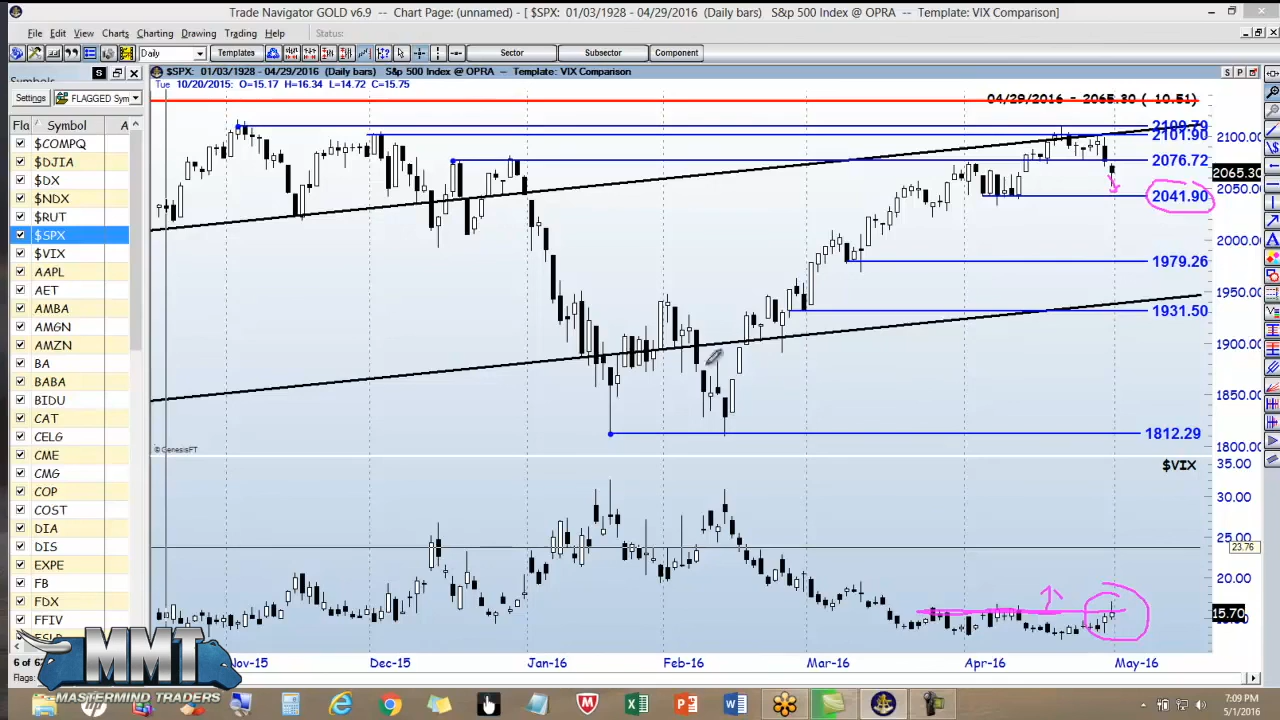 Trade Navigator GOLD v6.9 - Chart Page: (unnamed) - [ $SPX: 01/03/1928 - 04/29/2016 (Daily bars) S&p 500 Index @ OPRA -- Template: VIX Comparison]
File Edit View Charts Charting Drawing Trading Help Status:
Daily Templates Sector Subsector Component
$SPX: 01/03/1928 - 04/29/2016 (Daily bars) S&p 500 Index @ OPRA -- Template: VIX Comparison S P
Tue 10/20/2015: O=15.17 H=16.34 L=14.72 C=15.75
Settings FLAGGED Sym
Fla Symbol A
$COMPQ
$DJIA
$DX
$NDX
$RUT
$SPX
$VIX
AAPL
AET
AMBA
AMGN
AMZN
BA
BABA
BIDU
CAT
CELG
CME
CMG
COP
COST
DIA
DIS
EXPE
FB
FDX
FFIV
04/29/2016 = 2065.30 ( -10.51)
2101.90
2076.72
2041.90
1979.26
1931.50
1812.29
2100.00
2065.30
2050.00
2000.00
1950.00
1900.00
1850.00
1800.00
© GenesisFT
$VIX
35.00
30.00
25.00
23.76
20.00
15.70
Nov-15 Dec-15 Jan-16 Feb-16 Mar-16 Apr-16 May-16
MMT
MASTERMIND TRADERS
7:09 PM
5/1/2016